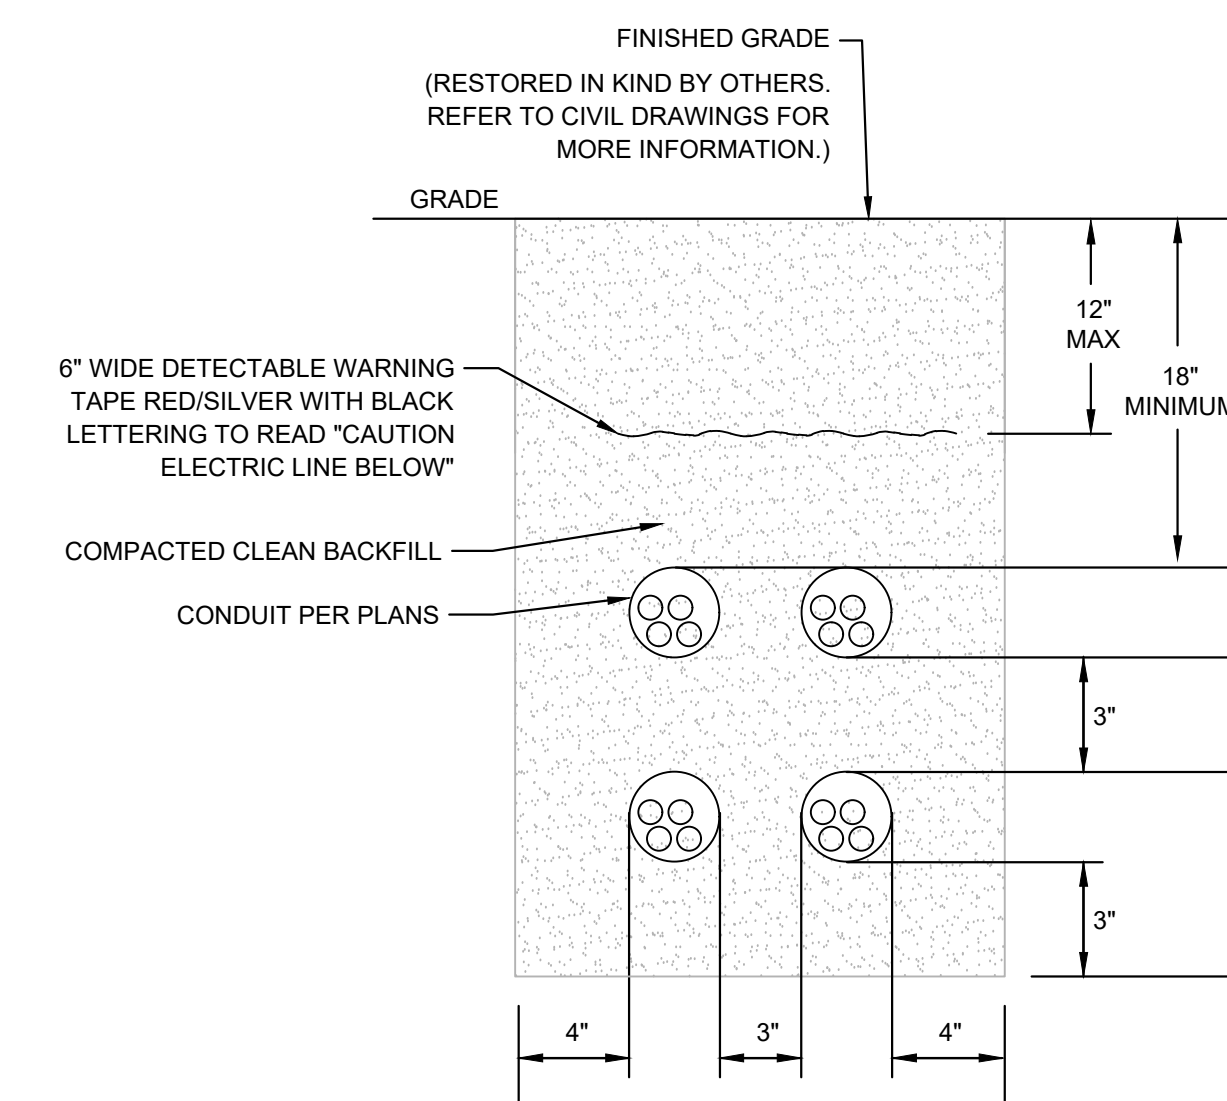 FINISHED GRADE
(RESTORED IN KIND BY OTHERS.
REFER TO CIVIL DRAWINGS FOR
MORE INFORMATION.)
GRADE
12"
MAX
18"
MINIMUM
6" WIDE DETECTABLE WARNING
TAPE RED/SILVER WITH BLACK
LETTERING TO READ "CAUTION
ELECTRIC LINE BELOW"
COMPACTED CLEAN BACKFILL
CONDUIT PER PLANS
3"
3"
4"
3"
4"